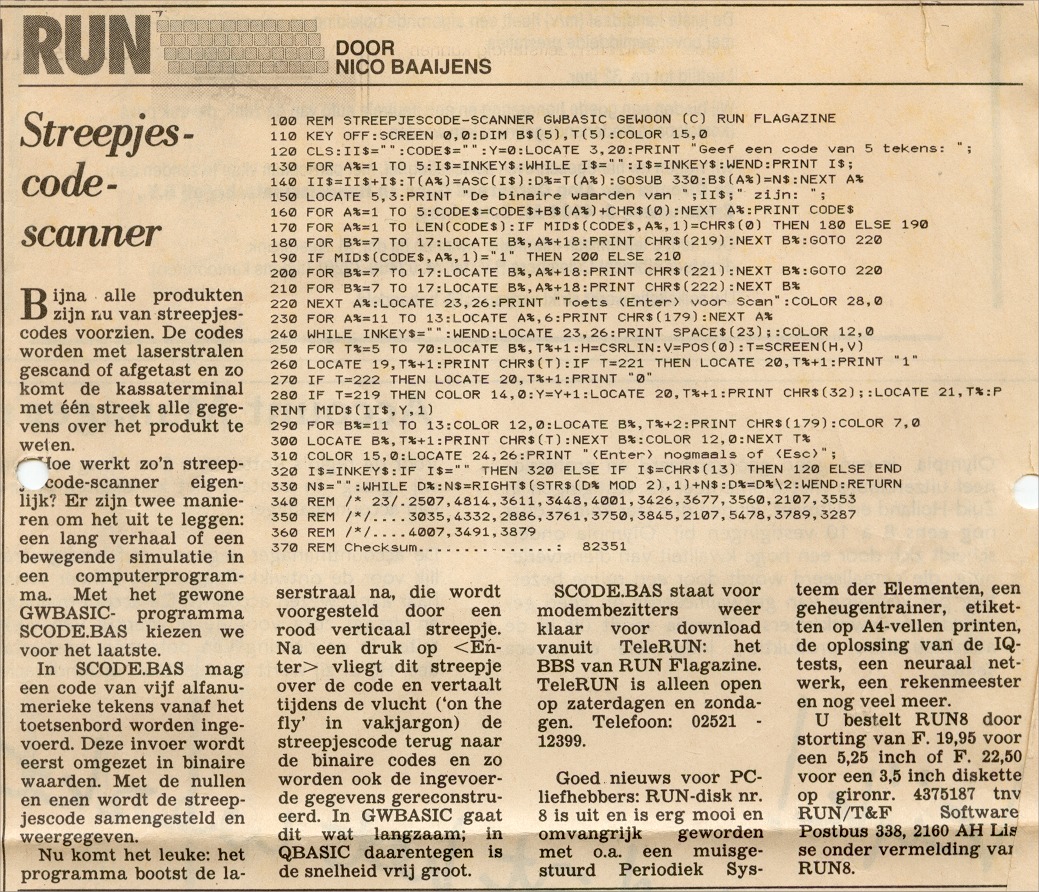 RUN
DOOR
NICO BAAIJENS
Streepjes-
code-
scanner
100 REM STREEPJESCODE-SCANNER GWBASIC GEWOON (C) RUN FLAGAZINE
110 KEY OFF:SCREEN 0,0:DIM B$(5),T(5):COLOR 15,0
120 CLS:II$="":CODE$="":Y=0:LOCATE 3,20:PRINT "Geef een code van 5 tekens: ";
130 FOR A%=1 TO 5:I$=INKEY$:WHILE I$="":I$=INKEY$:WEND:PRINT I$;
140 II$=II$+I$:T(A%)=ASC(I$):D%=T(A%):GOSUB 330:B$(A%)=N$:NEXT A%
150 LOCATE 5,3:PRINT "De binaire waarden van ";II$;" zijn: ";
160 FOR A%=1 TO 5:CODE$=CODE$+B$(A%)+CHR$(0):NEXT A%:PRINT CODE$
170 FOR A%=1 TO LEN(CODE$):IF MID$(CODE$,A%,1)=CHR$(0) THEN 180 ELSE 190
180 FOR B%=7 TO 17:LOCATE B%,A%+18:PRINT CHR$(219):NEXT B%:GOTO 220
190 IF MID$(CODE$,A%,1)="1" THEN 200 ELSE 210
200 FOR B%=7 TO 17:LOCATE B%,A%+18:PRINT CHR$(221):NEXT B%:GOTO 220
210 FOR B%=7 TO 17:LOCATE B%,A%+18:PRINT CHR$(222):NEXT B%
220 NEXT A%:LOCATE 23,26:PRINT "Toets <Enter> voor Scan":COLOR 28,0
230 FOR A%=11 TO 13:LOCATE A%,6:PRINT CHR$(179):NEXT A%
240 WHILE INKEY$="":WEND:LOCATE 23,26:PRINT SPACE$(23);:COLOR 12,0
250 FOR T%=5 TO 70:LOCATE B%,T%+1:H=CSRLIN:V=POS(0):T=SCREEN(H,V)
260 LOCATE 19,T%+1:PRINT CHR$(T):IF T=221 THEN LOCATE 20,T%+1:PRINT "1"
270 IF T=222 THEN LOCATE 20,T%+1:PRINT "0"
280 IF T=219 THEN COLOR 14,0:Y=Y+1:LOCATE 20,T%+1:PRINT CHR$(32);:LOCATE 21,T%:P
RINT MID$(II$,Y,1)
290 FOR B%=11 TO 13:COLOR 12,0:LOCATE B%,T%+2:PRINT CHR$(179):COLOR 7,0
300 LOCATE B%,T%+1:PRINT CHR$(T):NEXT B%:COLOR 12,0:NEXT T%
310 COLOR 15,0:LOCATE 24,26:PRINT "<Enter> nogmaals of <Esc>";
320 I$=INKEY$:IF I$="" THEN 320 ELSE IF I$=CHR$(13) THEN 120 ELSE END
330 N$="":WHILE D%:N$=RIGHT$(STR$(D% MOD 2),1)+N$:D%=D%\2:WEND:RETURN
340 REM /* 23/.2507,4814,3611,3448,4001,3426,3677,3560,2107,3553
350 REM /*/....3035,4332,2886,3761,3750,3845,2107,5478,3789,3287
360 REM /*/....4007,3491,3879
370 REM Checksum.................: 82351
Bijna alle produkten
zijn nu van streepjes-
codes voorzien. De codes
worden met laserstralen
gescand of afgetast en zo
komt de kassaterminal
met één streek alle gege-
vens over het produkt te
weten.
Hoe werkt zo'n streep-
jescode-scanner eigen-
lijk? Er zijn twee manie-
ren om het uit te leggen:
een lang verhaal of een
bewegende simulatie in
een computerprogram-
ma. Met het gewone
GWBASIC- programma
SCODE.BAS kiezen we
voor het laatste.
In SCODE.BAS mag
een code van vijf alfanu-
merieke tekens vanaf het
toetsenbord worden inge-
voerd. Deze invoer wordt
eerst omgezet in binaire
waarden. Met de nullen
en enen wordt de streep-
jescode samengesteld en
weergegeven.
Nu komt het leuke: het
programma bootst de la-
serstraal na, die wordt
voorgesteld door een
rood verticaal streepje.
Na een druk op <En-
ter> vliegt dit streepje
over de code en vertaalt
tijdens de vlucht ('on the
fly' in vakjargon) de
streepjescode terug naar
de binaire codes en zo
worden ook de ingevoer-
de gegevens gereconstru-
eerd. In GWBASIC gaat
dit wat langzaam; in
QBASIC daarentegen is
de snelheid vrij groot.
SCODE.BAS staat voor
modembezitters weer
klaar voor download
vanuit TeleRUN: het
BBS van RUN Flagazine.
TeleRUN is alleen open
op zaterdagen en zonda-
gen. Telefoon: 02521 -
12399.
Goed nieuws voor PC-
liefhebbers: RUN-disk nr.
8 is uit en is erg mooi en
omvangrijk geworden
met o.a. een muisge-
stuurd Periodiek Sys-
teem der Elementen, een
geheugentrainer, etiket-
ten op A4-vellen printen,
de oplossing van de IQ-
tests, een neuraal net-
werk, een rekenmeester
en nog veel meer.
U bestelt RUN8 door
storting van F. 19,95 voor
een 5,25 inch of F. 22,50
voor een 3,5 inch diskette
op gironr. 4375187 tnv
RUN/T&F Software
Postbus 338, 2160 AH Lis
se onder vermelding van
RUN8.